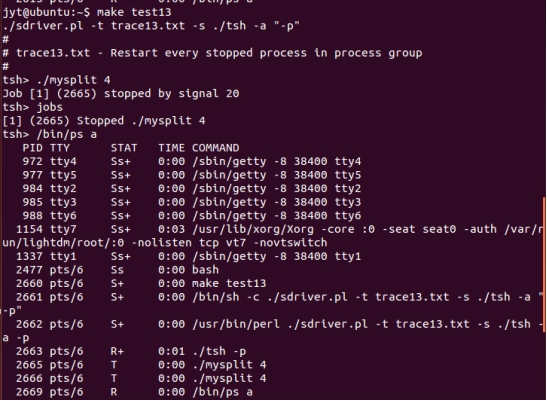 jyt@ubuntu:~$ make test13
./sdriver.pl -t trace13.txt -s ./tsh -a "-p"
#
# trace13.txt - Restart every stopped process in process group
#
tsh> ./mysplit 4
Job [1] (2665) stopped by signal 20
tsh> jobs
[1] (2665) Stopped ./mysplit 4
tsh> /bin/ps a
PID TTY STAT TIME COMMAND
972 tty4 Ss+ 0:00 /sbin/getty -8 38400 tty4
977 tty5 Ss+ 0:00 /sbin/getty -8 38400 tty5
984 tty2 Ss+ 0:00 /sbin/getty -8 38400 tty2
985 tty3 Ss+ 0:00 /sbin/getty -8 38400 tty3
988 tty6 Ss+ 0:00 /sbin/getty -8 38400 tty6
1154 tty7 Ss+ 0:03 /usr/lib/xorg/Xorg -core :0 -seat seat0 -auth /var/r
un/lightdm/root/:0 -nolisten tcp vt7 -novtswitch
1337 tty1 Ss+ 0:00 /sbin/getty -8 38400 tty1
2477 pts/6 Ss 0:00 bash
2660 pts/6 S+ 0:00 make test13
2661 pts/6 S+ 0:00 /bin/sh -c ./sdriver.pl -t trace13.txt -s ./tsh -a "
-p"
2662 pts/6 S+ 0:00 /usr/bin/perl ./sdriver.pl -t trace13.txt -s ./tsh -
a -p
2663 pts/6 R+ 0:01 ./tsh -p
2665 pts/6 T 0:00 ./mysplit 4
2666 pts/6 T 0:00 ./mysplit 4
2669 pts/6 R 0:00 /bin/ps a